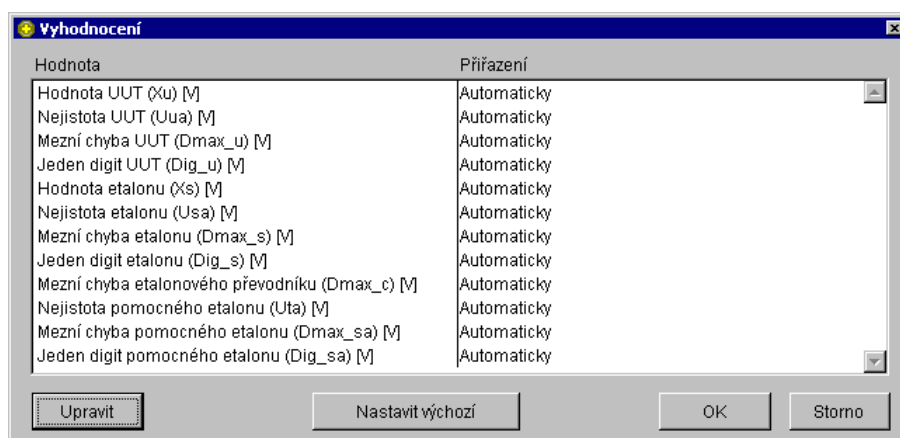 Vyhodnocení
Hodnota Přiřazení
Hodnota UUT (Xu) [V] Automaticky
Nejistota UUT (Uua) [V] Automaticky
Mezní chyba UUT (Dmax_u) [V] Automaticky
Jeden digit UUT (Dig_u) [V] Automaticky
Hodnota etalonu (Xs) [V] Automaticky
Nejistota etalonu (Usa) [V] Automaticky
Mezní chyba etalonu (Dmax_s) [V] Automaticky
Jeden digit etalonu (Dig_s) [V] Automaticky
Mezní chyba etalonového převodníku (Dmax_c) [V] Automaticky
Nejistota pomocného etalonu (Uta) [V] Automaticky
Mezní chyba pomocného etalonu (Dmax_sa) [V] Automaticky
Jeden digit pomocného etalonu (Dig_sa) [V] Automaticky
Upravit Nastavit výchozí OK Storno